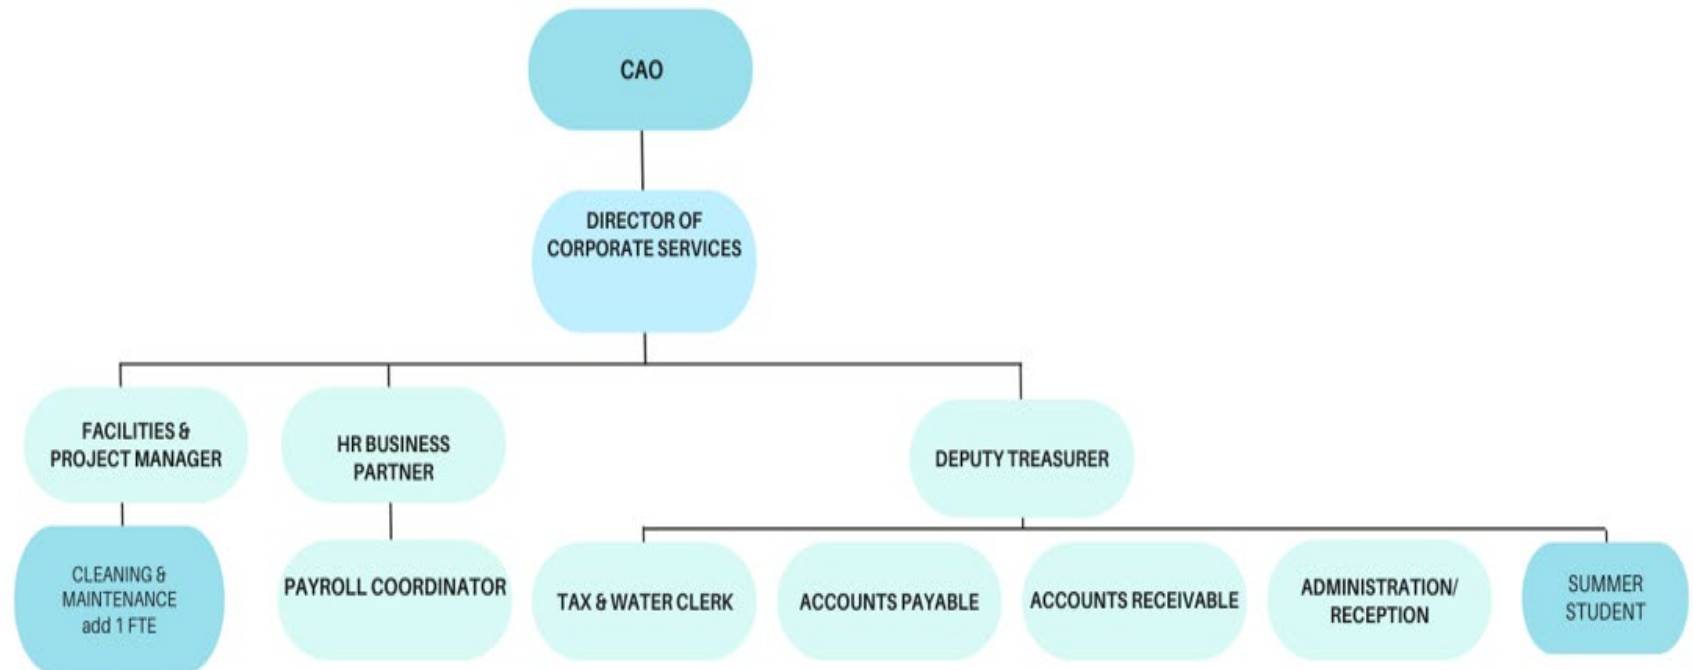 CAO
DIRECTOR OF
CORPORATE SERVICES
FACILITIES &
PROJECT MANAGER
HR BUSINESS
PARTNER
DEPUTY TREASURER
CLEANING &
MAINTENANCE
add 1 FTE
PAYROLL COORDINATOR
TAX & WATER CLERK
ACCOUNTS PAYABLE
ACCOUNTS RECEIVABLE
ADMINISTRATION/
RECEPTION
SUMMER
STUDENT